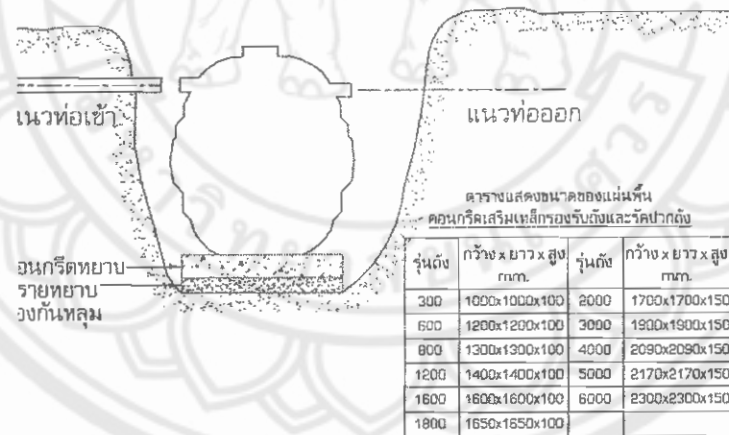 แนวท่อเข้า
แนวท่อออก
ตารางแสดงขนาดของแผ่นพื้น
คอนกรีตเสริมเหล็กรองรับถังและรัดปากถัง
อนกรีตหยาบ
รายหยาบ
องก้นหลุม
รุ่นถัง กว้าง x ยาว x สูง mm. รุ่นถัง กว้าง x ยาว x สูง mm.
300 1000x1000x100 2000 1700x1700x150
600 1200x1200x100 3000 1900x1900x150
800 1300x1300x100 4000 2090x2090x150
1200 1400x1400x100 5000 2170x2170x150
1600 1600x1600x100 6000 2300x2300x150
1800 1650x1650x100